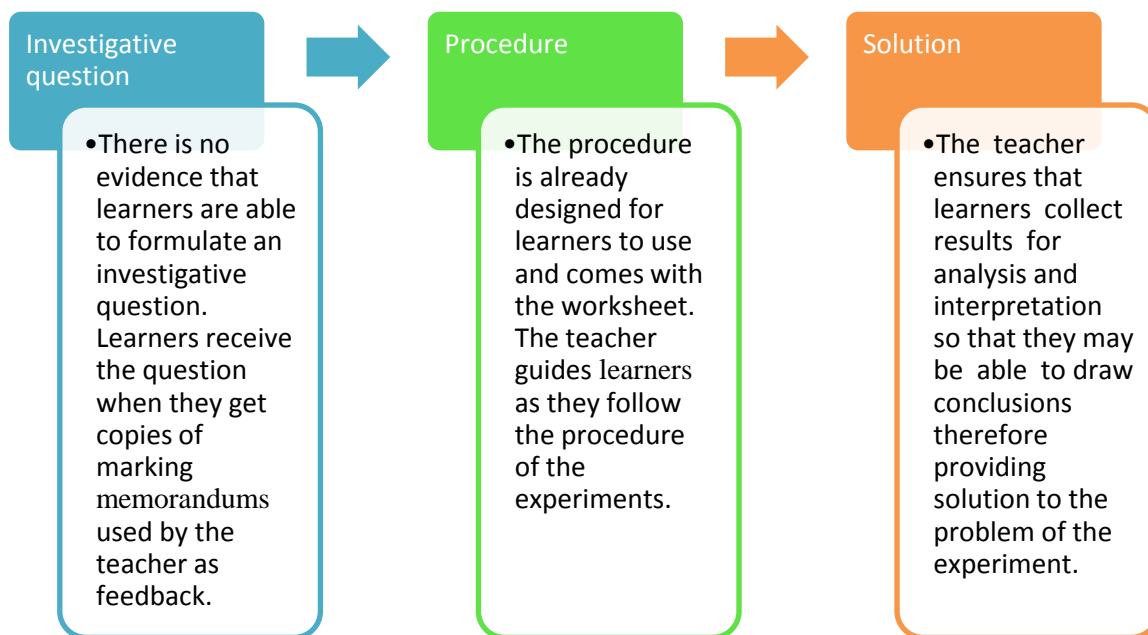 Investigative
question
•There is no
evidence that
learners are able
to formulate an
investigative
question.
Learners receive
the question
when they get
copies of
marking
memorandums
used by the
teacher as
feedback.
Procedure
•The procedure
is already
designed for
learners to use
and comes with
the worksheet.
The teacher
guides learners
as they follow
the procedure
of the
experiments.
Solution
•The teacher
ensures that
learners collect
results for
analysis and
interpretation
so that they may
be able to draw
conclusions
therefore
providing
solution to the
problem of the
experiment.